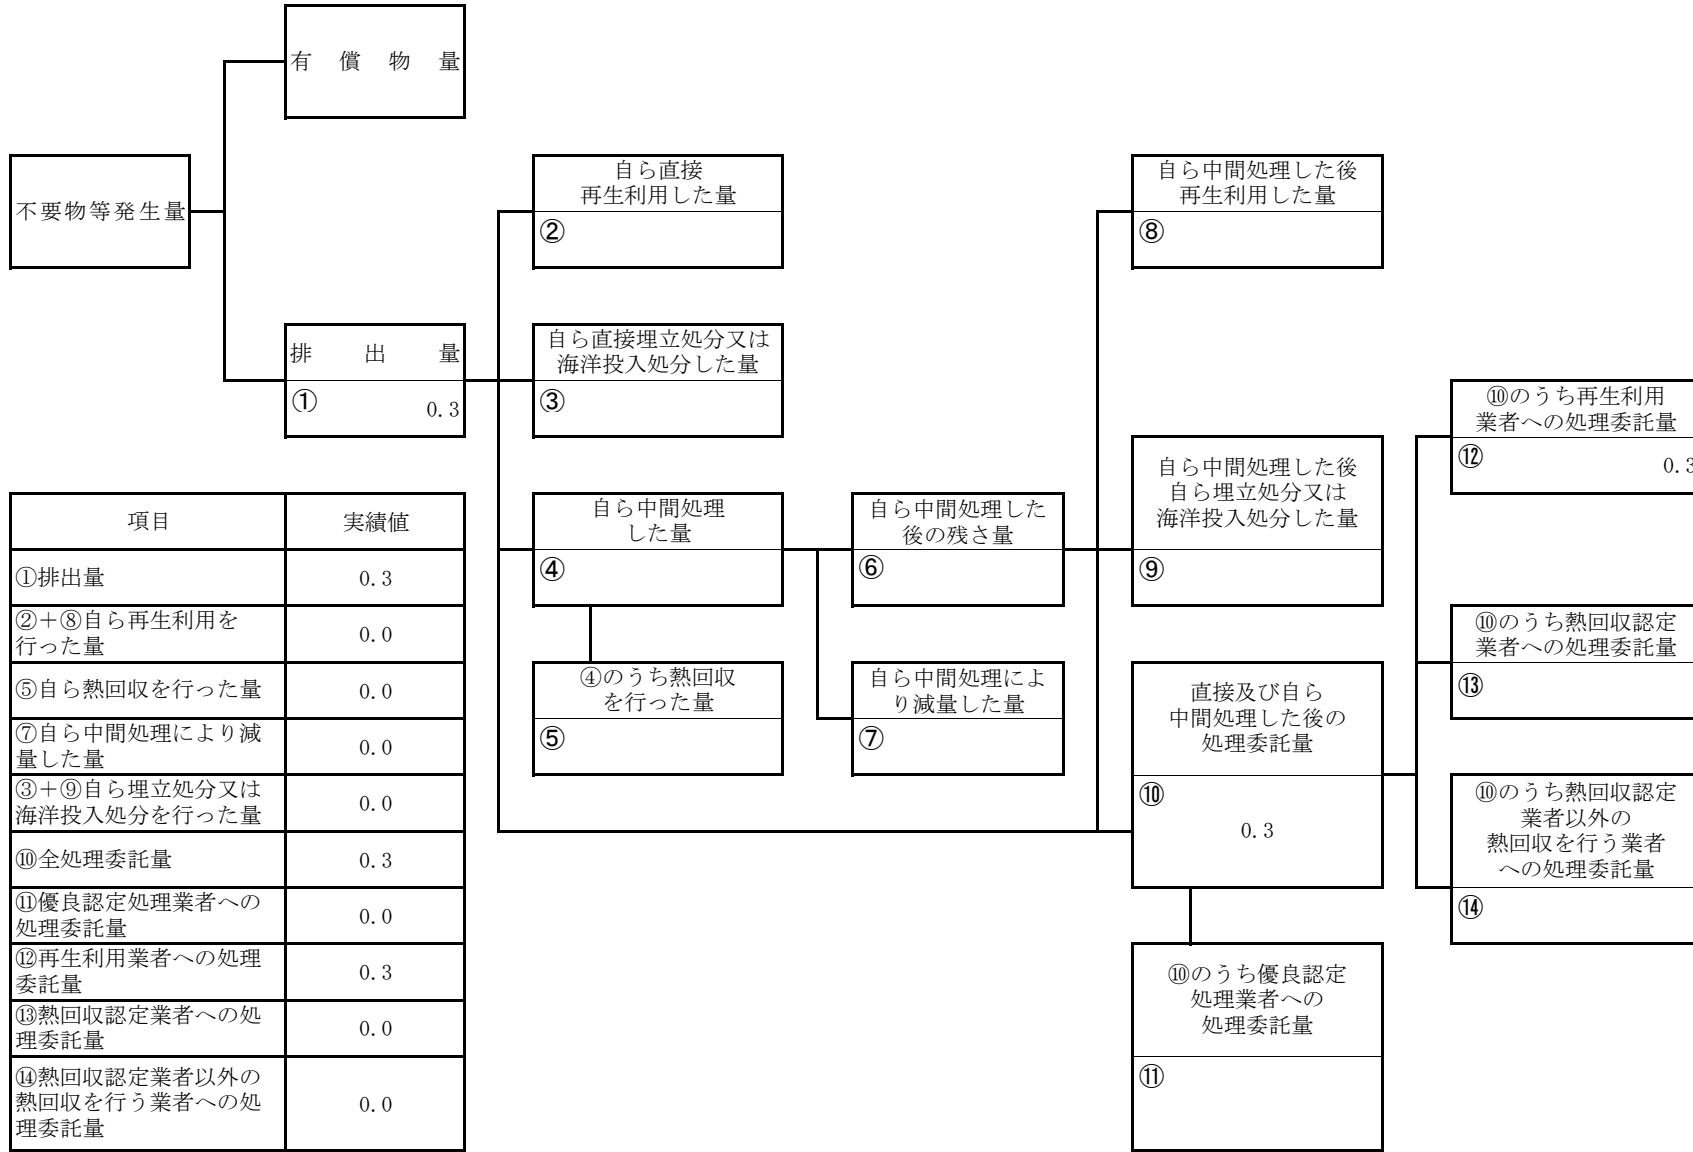 有償物量
不要物等発生量
自ら直接
再生利用した量
②
自ら中間処理した後
再生利用した量
⑧
排出量
① 0.3
自ら直接埋立処分又は
海洋投入処分した量
③
⑩のうち再生利用
業者への処理委託量
⑫ 0.3
自ら中間処理
した量
④
自ら中間処理した
後の残さ量
⑥
自ら中間処理した後
自ら埋立処分又は
海洋投入処分した量
⑨
⑩のうち熱回収認定
業者への処理委託量
⑬
④のうち熱回収
を行った量
⑤
自ら中間処理によ
り減量した量
⑦
直接及び自ら
中間処理した後の
処理委託量
⑩
0.3
⑩のうち熱回収認定
業者以外の
熱回収を行う業者
への処理委託量
⑭
⑩のうち優良認定
処理業者への
処理委託量
⑪
項目 実績値
①排出量 0.3
②+⑧自ら再生利用を
行った量 0.0
⑤自ら熱回収を行った量 0.0
⑦自ら中間処理により減
量した量 0.0
③+⑨自ら埋立処分又は
海洋投入処分を行った量 0.0
⑩全処理委託量 0.3
⑪優良認定処理業者への
処理委託量 0.0
⑫再生利用業者への処理
委託量 0.3
⑬熱回収認定業者への処
理委託量 0.0
⑭熱回収認定業者以外の
熱回収を行う業者への処
理委託量 0.0